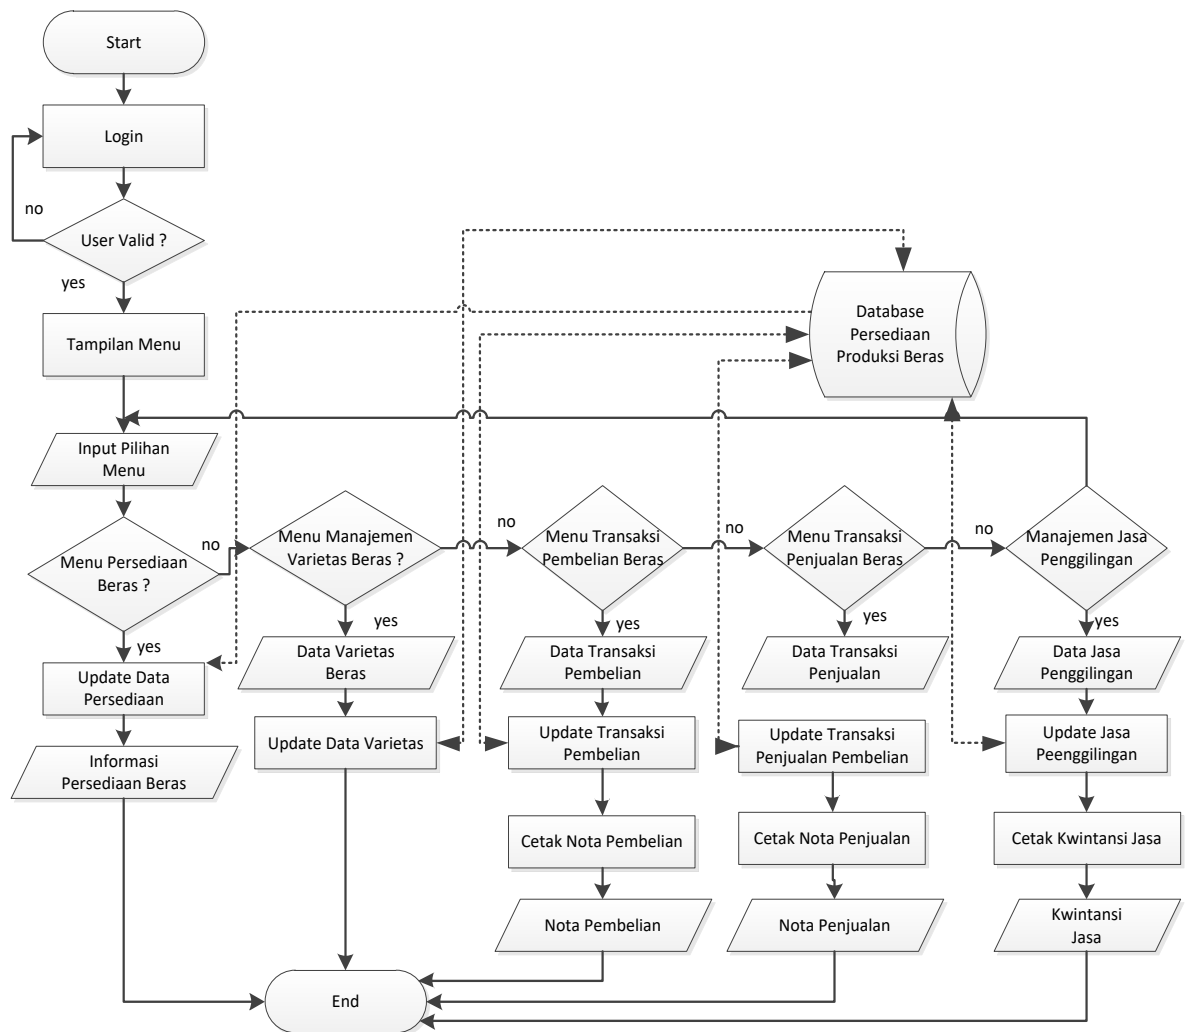 Start
Login
no
User Valid ?
yes
Tampilan Menu
Database
Persediaan
Produksi Beras
Input Pilihan
Menu
Menu Persediaan
Beras ?
no
Menu Manajemen
Varietas Beras ?
no
Menu Transaksi
Pembelian Beras
no
Menu Transaksi
Penjualan Beras
no
Manajemen Jasa
Penggilingan
yes
yes
yes
yes
yes
Update Data
Persediaan
Data Varietas
Beras
Data Transaksi
Pembelian
Data Transaksi
Penjualan
Data Jasa
Penggilingan
Informasi
Persediaan Beras
Update Data Varietas
Update Transaksi
Pembelian
Update Transaksi
Penjualan Pembelian
Update Jasa
Peenggilingan
Cetak Nota Pembelian
Cetak Nota Penjualan
Cetak Kwintansi Jasa
Nota Pembelian
Nota Penjualan
Kwintansi
Jasa
End